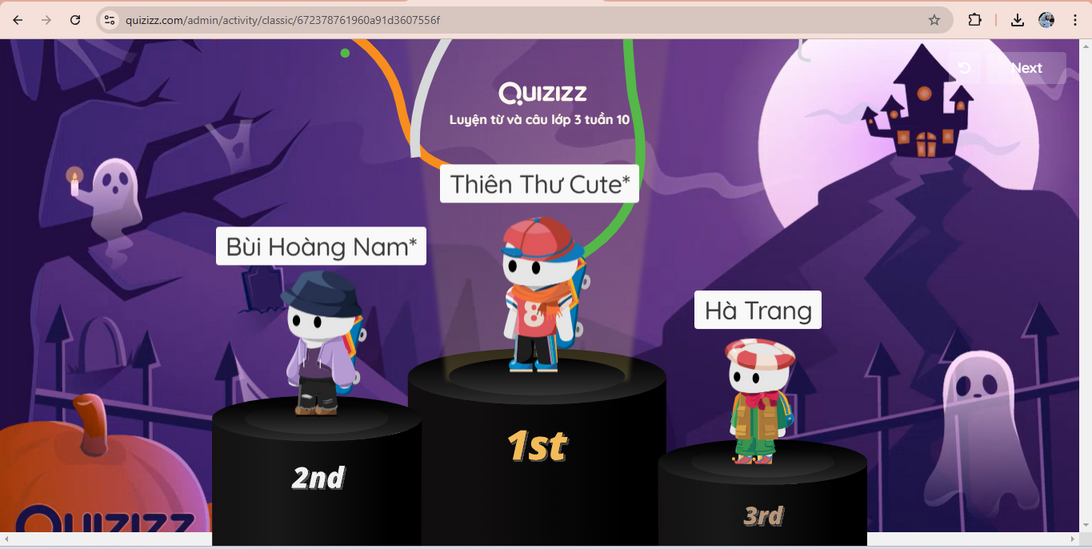 quizizz.com/admin/activity/classic/672378761960a91d3607556f
Next
QUIZIZZ
Luyện từ và câu lớp 3 tuần 10
Thiên Thư Cute*
Bùi Hoàng Nam*
Hà Trang
8
1st
2nd
3rd
QUIZIZZ